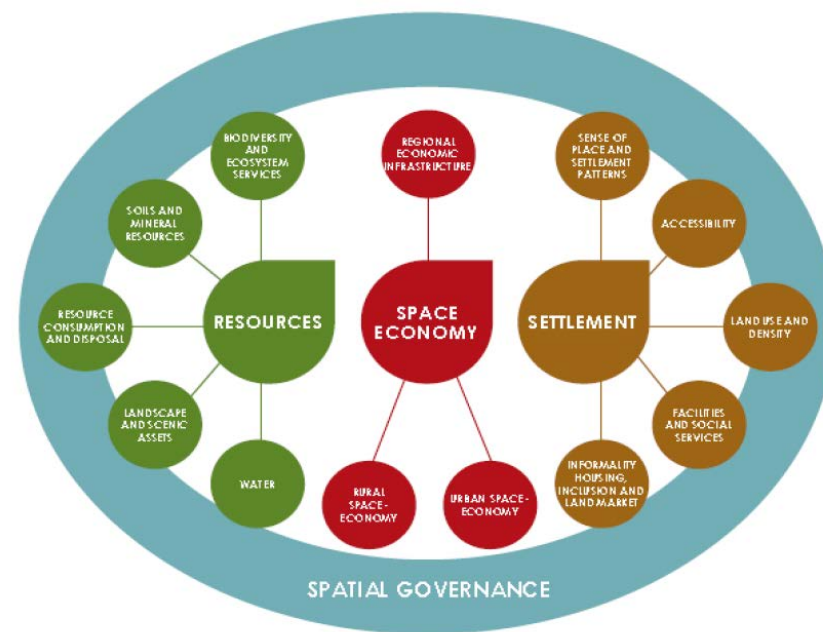 BIODIVERSITY
AND
ECOSYSTEM
SERVICES
SOILS AND
MINERAL
RESOURCES
RESOURCE
CONSUMPTION
AND DISPOSAL
LANDSCAPE
AND SCENIC
ASSETS
WATER
RESOURCES
REGIONAL
ECONOMIC
INFRASTRUCTURE
SPACE
ECONOMY
RURAL
SPACE-
ECONOMY
URBAN SPACE-
ECONOMY
SENSE OF
PLACE AND
SETTLEMENT
PATTERNS
ACCESSIBILITY
SETTLEMENT
LAND USE AND
DENSITY
FACILITIES
AND SOCIAL
SERVICES
INFORMALITY
HOUSING,
INCLUSION AND
LAND MARKET
SPATIAL GOVERNANCE